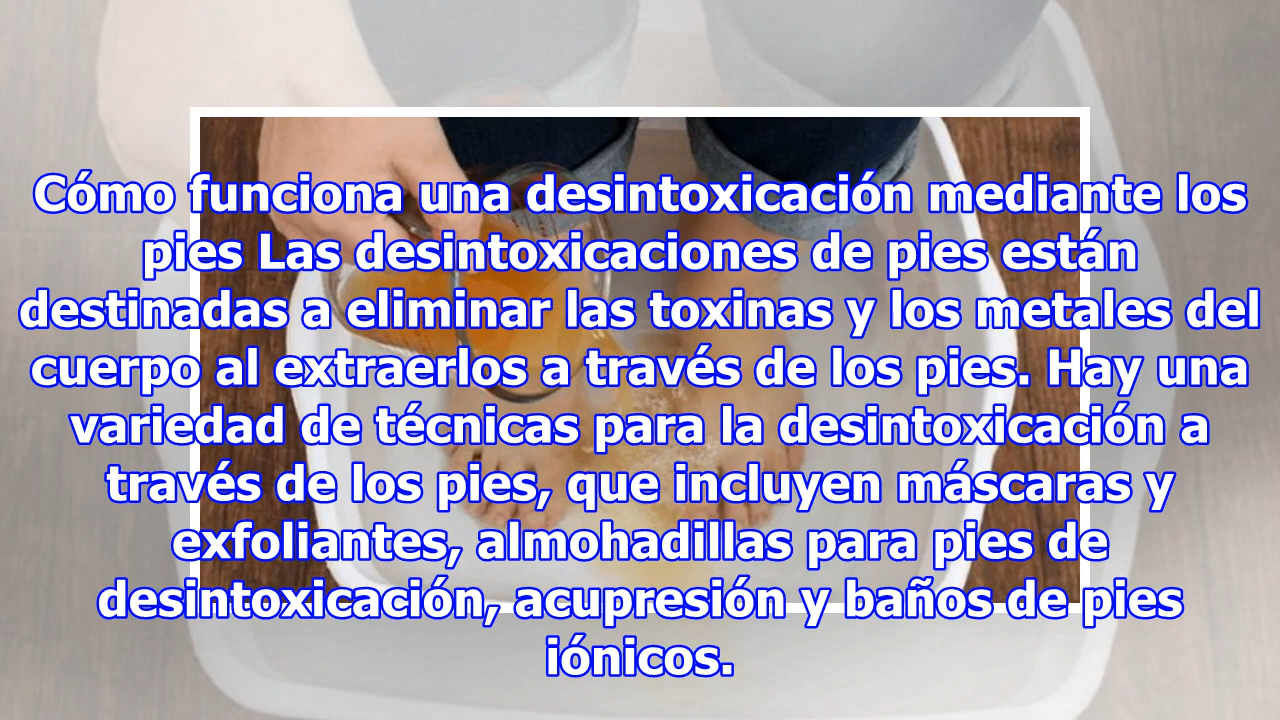 Cómo funciona una desintoxicación mediante los
pies Las desintoxicaciones de pies están
destinadas a eliminar las toxinas y los metales del
cuerpo al extraerlos a través de los pies. Hay una
variedad de técnicas para la desintoxicación a
través de los pies, que incluyen máscaras y
exfoliantes, almohadillas para pies de
desintoxicación, acupresión y baños de pies
iónicos.